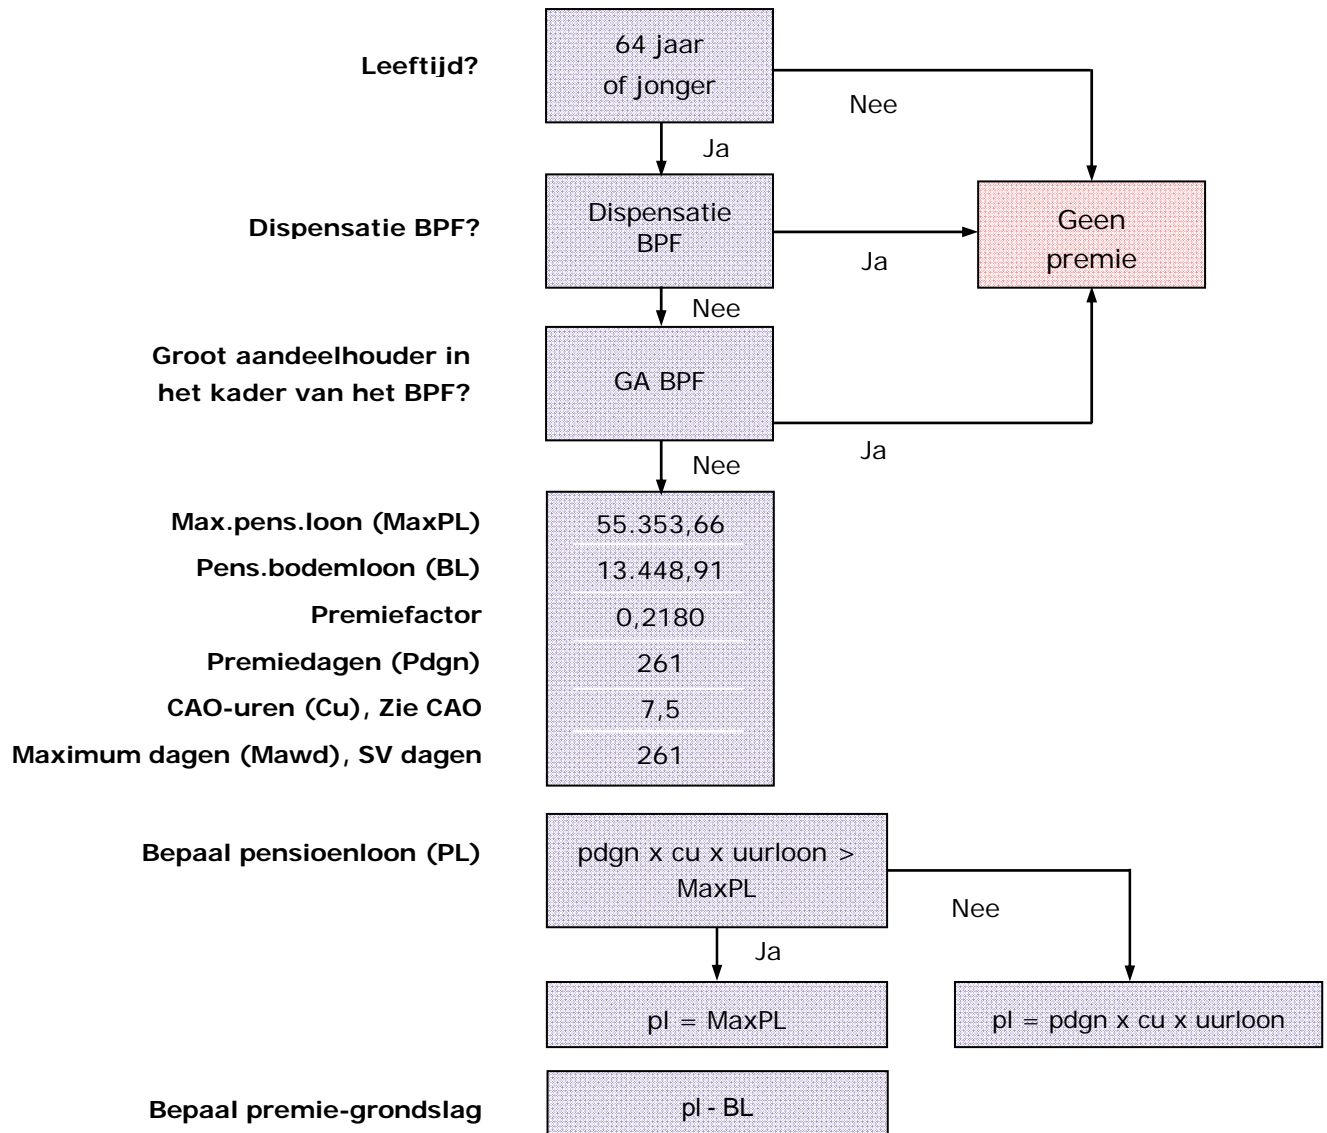 Leeftijd?
64 jaar
of jonger
Nee
Ja
Dispensatie BPF?
Dispensatie
BPF
Ja
Geen
premie
Nee
Groot aandeelhouder in
het kader van het BPF?
GA BPF
Ja
Nee
Max.pens.loon (MaxPL) 55.353,66
Pens.bodemloon (BL) 13.448,91
Premiefactor 0,2180
Premiedagen (Pdgn) 261
CAO-uren (Cu), Zie CAO 7,5
Maximum dagen (Mawd), SV dagen 261
Bepaal pensioenloon (PL)
pdgn x cu x uurloon >
MaxPL
Nee
Ja
pl = MaxPL
pl = pdgn x cu x uurloon
Bepaal premie-grondslag
pl - BL